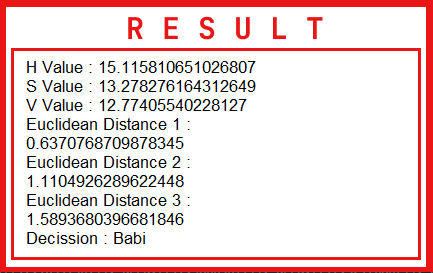 RESULT
H Value : 15.115810651026807
S Value : 13.278276164312649
V Value : 12.77405540228127
Euclidean Distance 1 :
0.6370768709878345
Euclidean Distance 2 :
1.1104926289622448
Euclidean Distance 3 :
1.5893680396681846
Decission : Babi